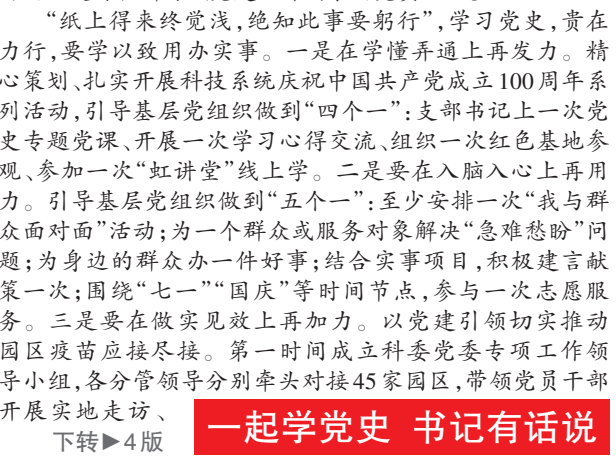 “纸上得来终觉浅,绝知此事要躬行”,学习党史,贵在
力行,要学以致用办实事。一是在学懂弄通上再发力。精
心策划、扎实开展科技系统庆祝中国共产党成立100周年系
列活动,引导基层党组织做到“四个一”:支部书记上一次党
史专题党课、开展一次学习心得交流、组织一次红色基地参
观、参加一次“虹讲堂”线上学。二是要在入脑入心上再用
力。引导基层党组织做到“五个一”:至少安排一次“我与群
众面对面”活动;为一个群众或服务对象解决“急难愁盼”问
题;为身边的群众办一件好事;结合实事项目,积极建言献
策一次;围绕“七一”“国庆”等时间节点,参与一次志愿服
务。三是要在做实见效上再加力。以党建引领切实推动
园区疫苗应接尽接。第一时间成立科委党委专项工作领
导小组,各分管领导分别牵头对接45家园区,带领党员干部
开展实地走访、
下转▶4版
一起学党史 书记有话说